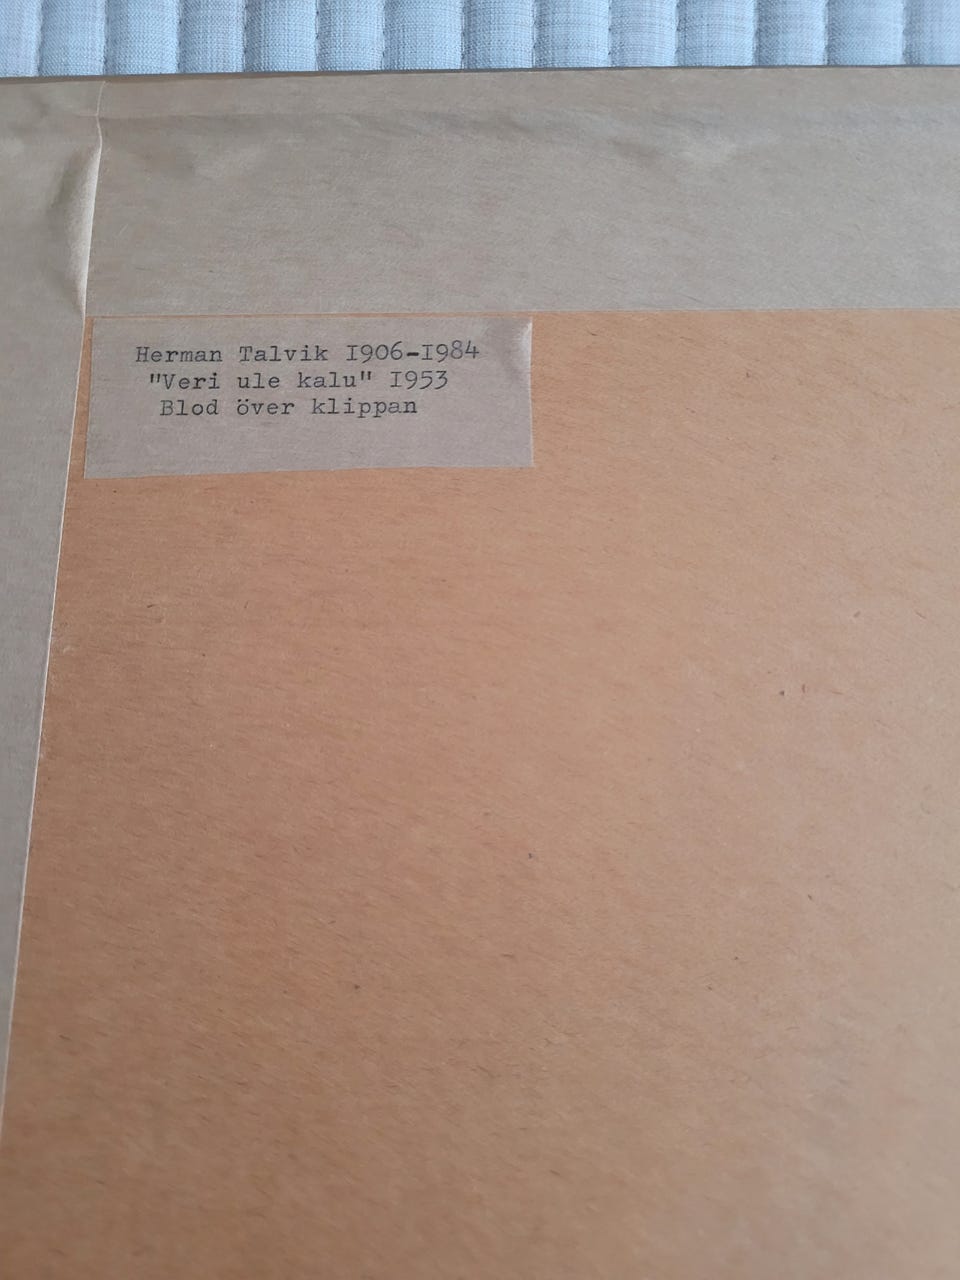 Herman Talvik I906-I984
"Veri ule kalu" I953
Blod över klippan